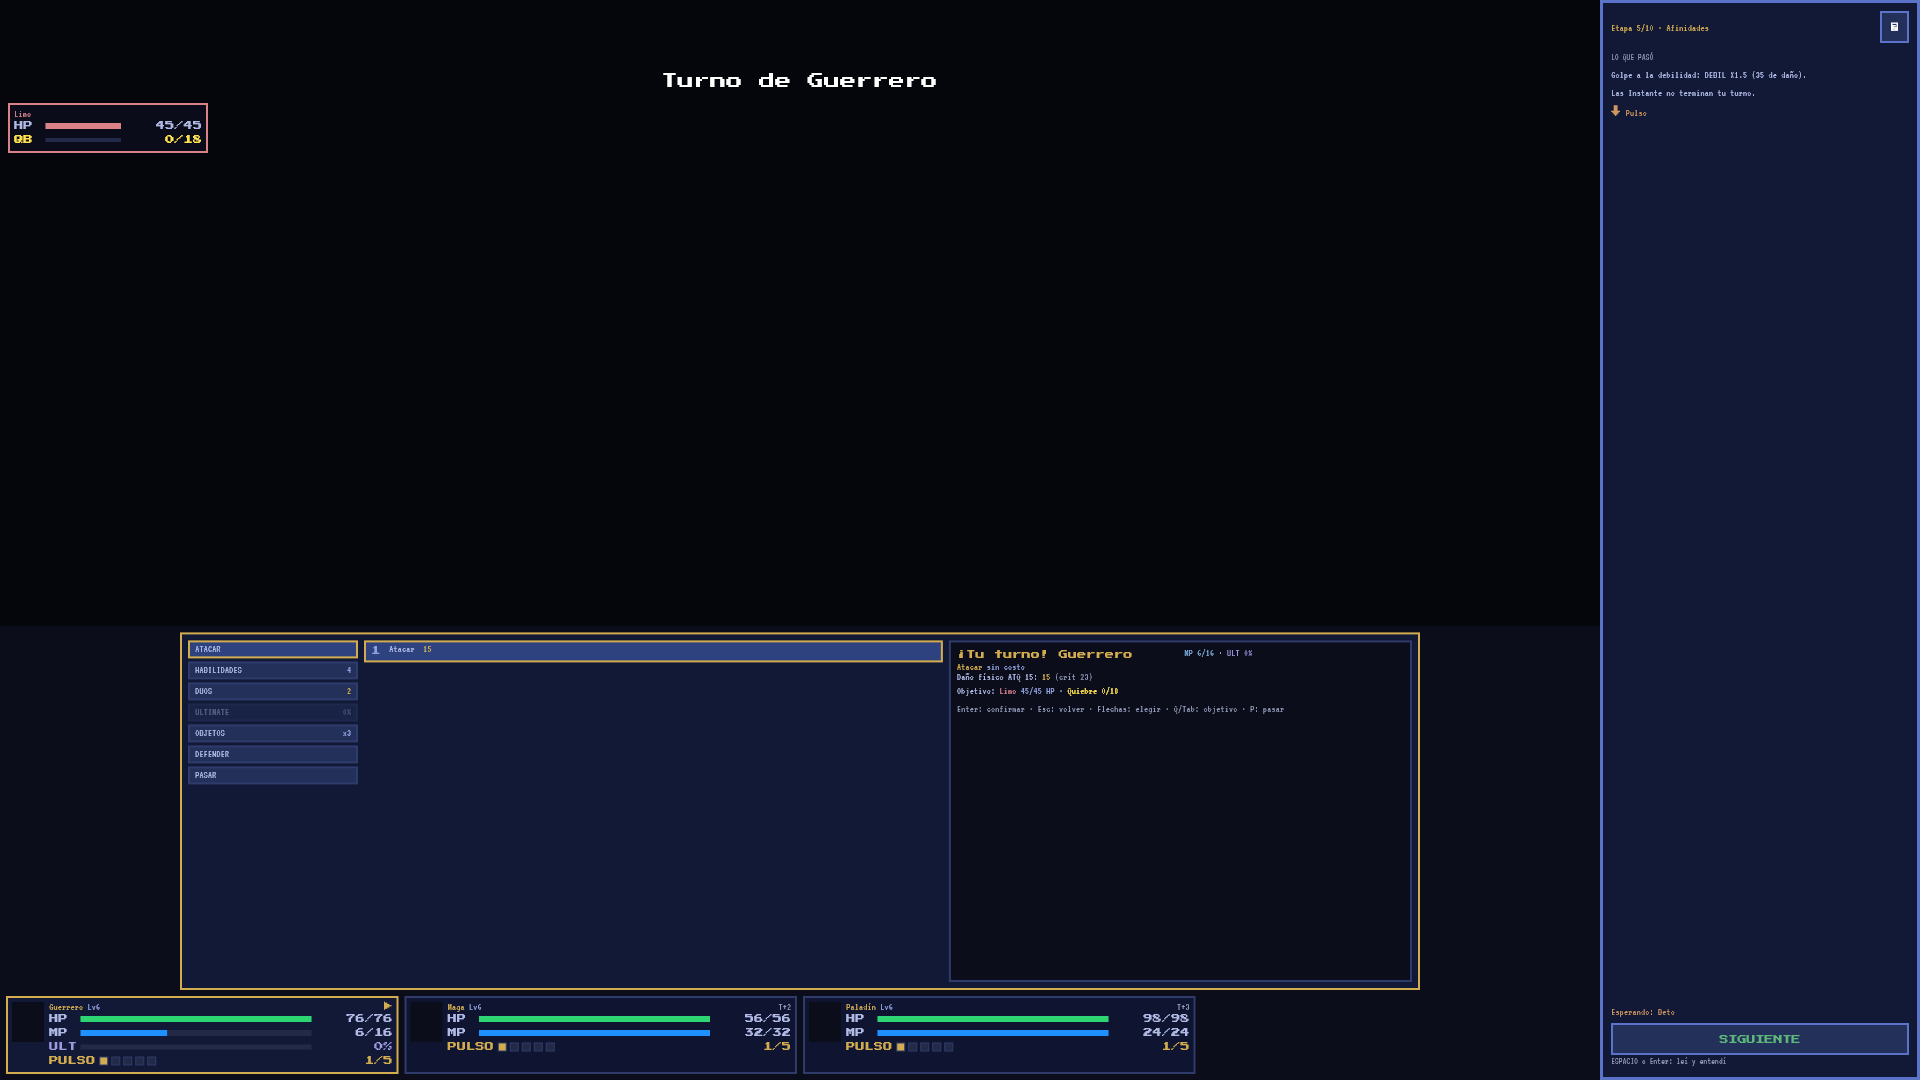 Turno de Guerrero
Limo
HP 45/45
QB 0/18
ATACAR
HABILIDADES 4
DUOS 2
ULTIMATE 0%
OBJETOS x3
DEFENDER
PASAR
1 Atacar 15
¡Tu turno! Guerrero MP 6/16 · ULT 0%
Atacar sin costo
Daño físico ATQ 15: 15 (crit 23)
Objetivo: Limo 45/45 HP · Quiebre 0/18
Enter: confirmar · Esc: volver · Flechas: elegir · Q/Tab: objetivo · P: pasar
Guerrero Lv6
HP 76/76
MP 6/16
ULT 0%
PULSO 1/5
Maga Lv6 T+2
HP 56/56
MP 32/32
PULSO 1/5
Paladín Lv6 T+3
HP 98/98
MP 24/24
PULSO 1/5
Etapa 5/10 · Afinidades
LO QUE PASÓ
Golpe a la debilidad: DEBIL X1.5 (35 de daño).
Las Instante no terminan tu turno.
Pulso
Esperando: Beto
SIGUIENTE
ESPACIO o Enter: leí y entendí